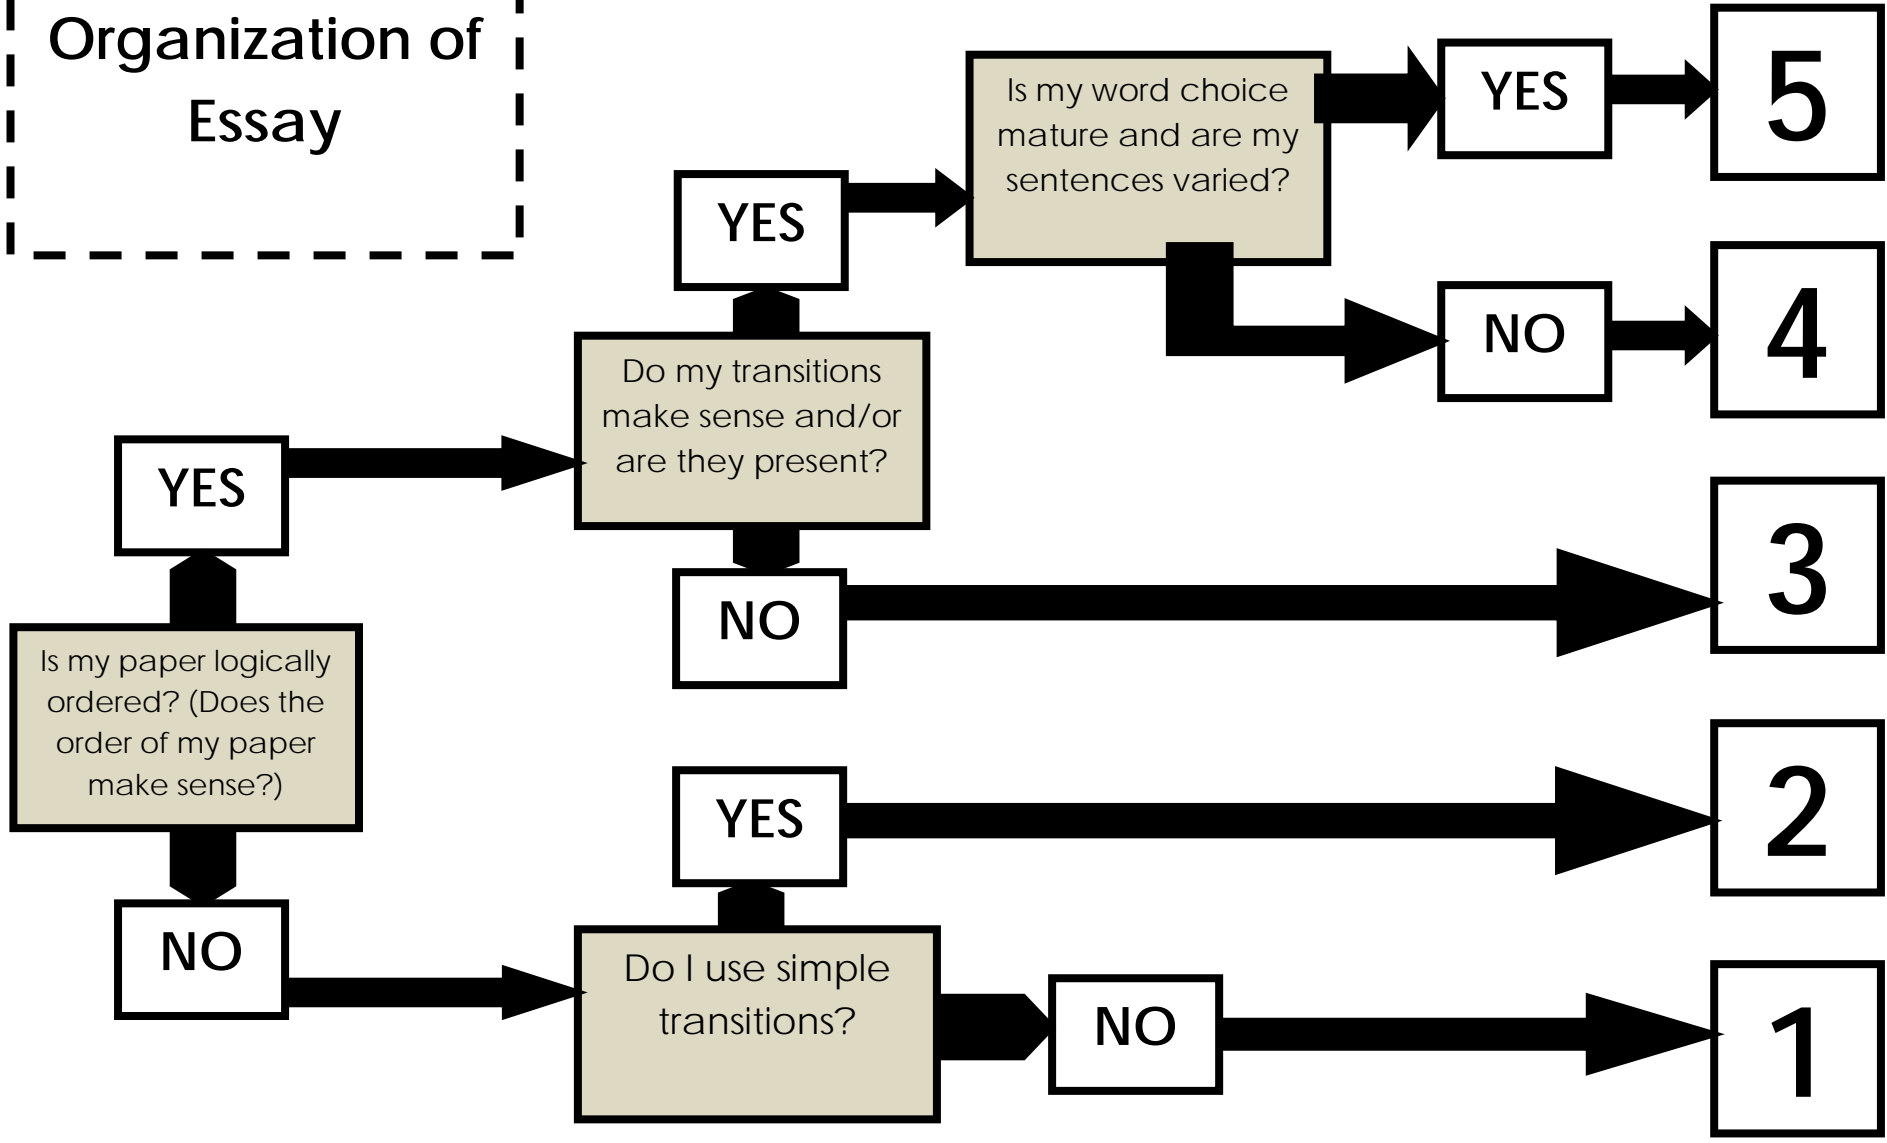 Organization of
Essay
Is my word choice
mature and are my
sentences varied?
YES
5
YES
NO
4
Do my transitions
make sense and/or
are they present?
YES
3
NO
Is my paper logically
ordered? (Does the
order of my paper
make sense?)
YES
2
NO
Do I use simple
transitions?
NO
1